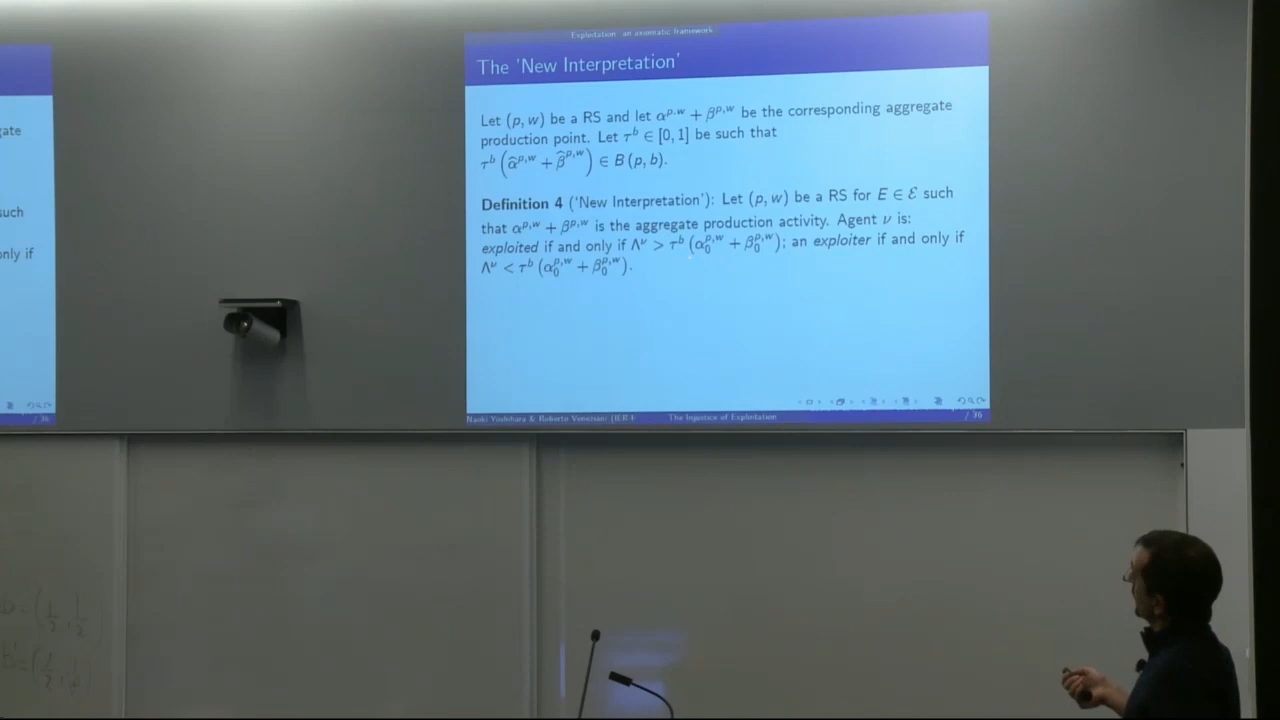 Exploitation: an axiomatic framework
The 'New Interpretation'
Let (p, w) be a RS and let α^{p,w} + β^{p,w} be the corresponding aggregate
production point. Let τ^b ∈ [0, 1] be such that
τ^b (α̂^{p,w} + β̂^{p,w}) ∈ B (p, b).
Definition 4 ('New Interpretation'): Let (p, w) be a RS for E ∈ ℰ such
that α^{p,w} + β^{p,w} is the aggregate production activity. Agent ν is:
exploited if and only if Λ^ν > τ^b (α_0^{p,w} + β_0^{p,w}); an exploiter if and only if
Λ^ν < τ^b (α_0^{p,w} + β_0^{p,w}).
Naoki Yoshihara & Roberto Veneziani (IER-H
The Injustice of Exploitation
/ 36
gate
such
only if
/ 36